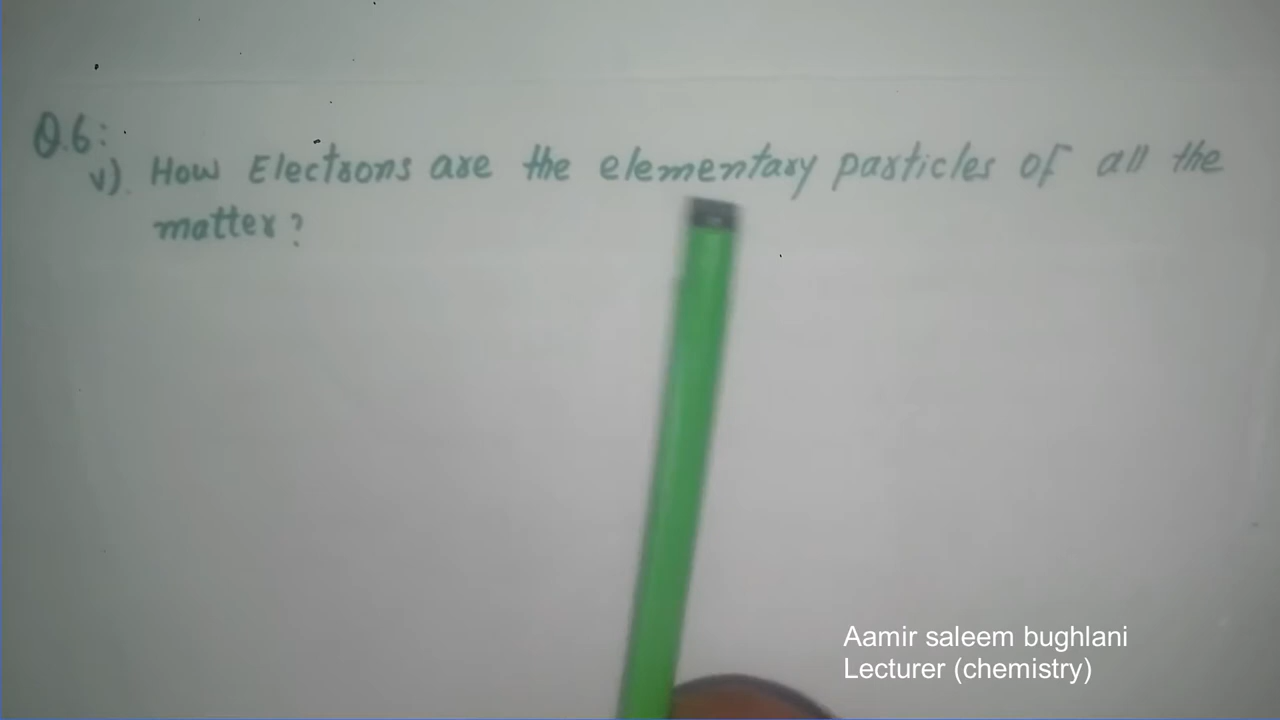 Q.6:
v). How Electrons are the elementary particles of all the
matter?
Aamir saleem bughlani
Lecturer (chemistry)